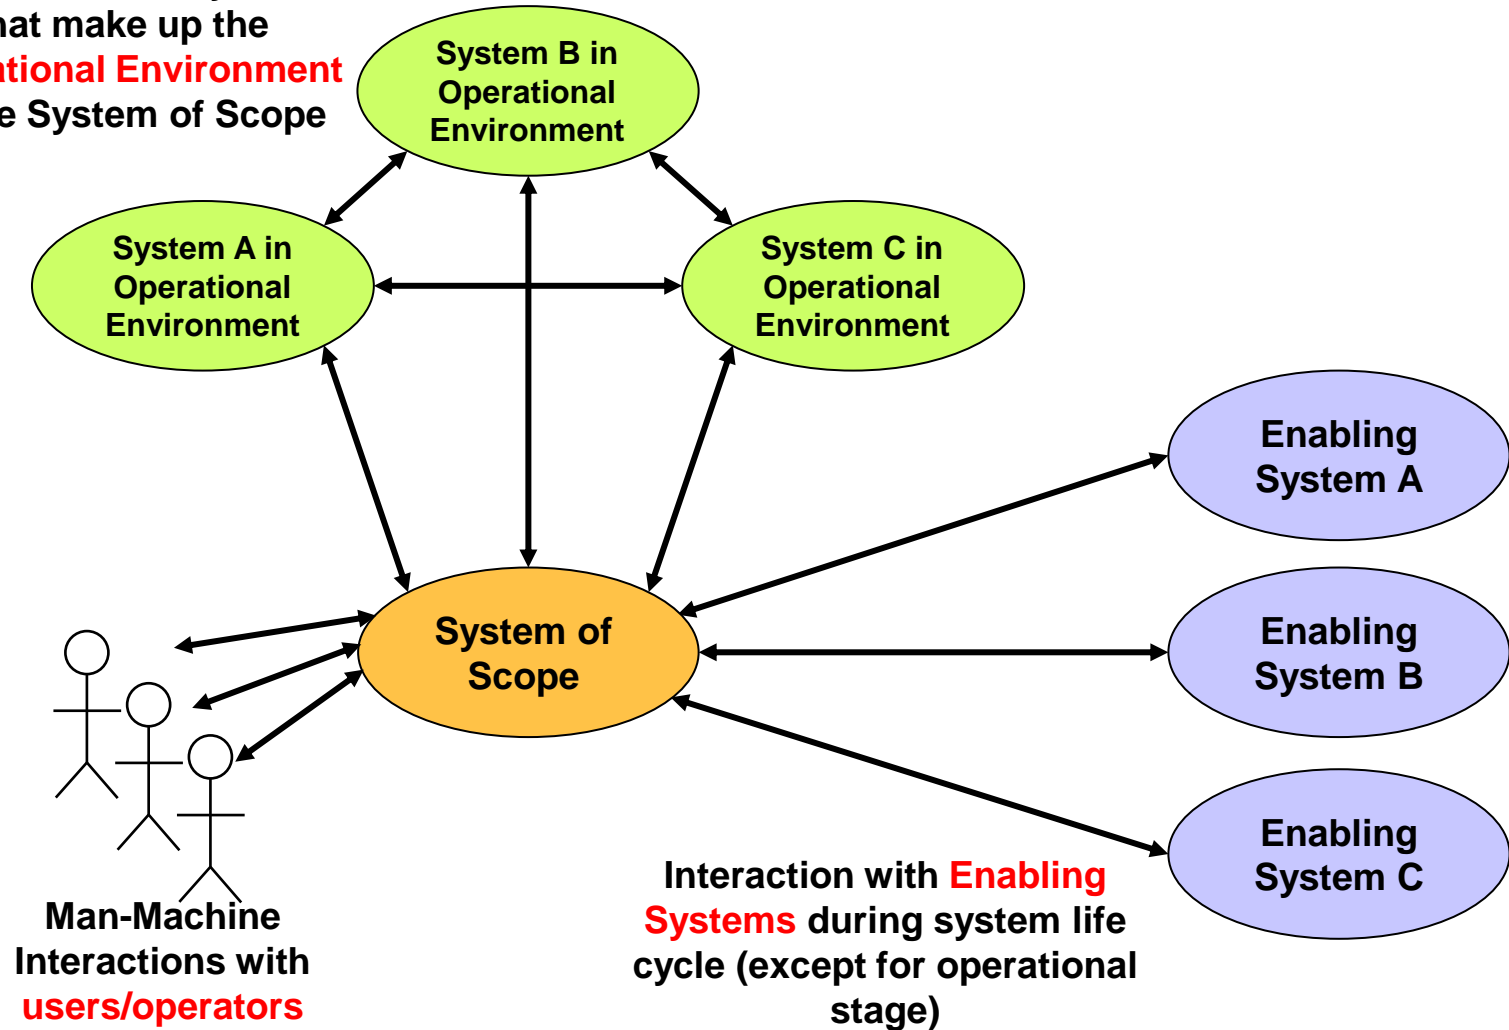 hat make up the
ational Environment
e System of Scope
System B in
Operational
Environment
System A in
Operational
Environment
System C in
Operational
Environment
Enabling
System A
System of
Scope
Enabling
System B
Enabling
System C
Man-Machine
Interactions with
users/operators
Interaction with Enabling
Systems during system life
cycle (except for operational
stage)